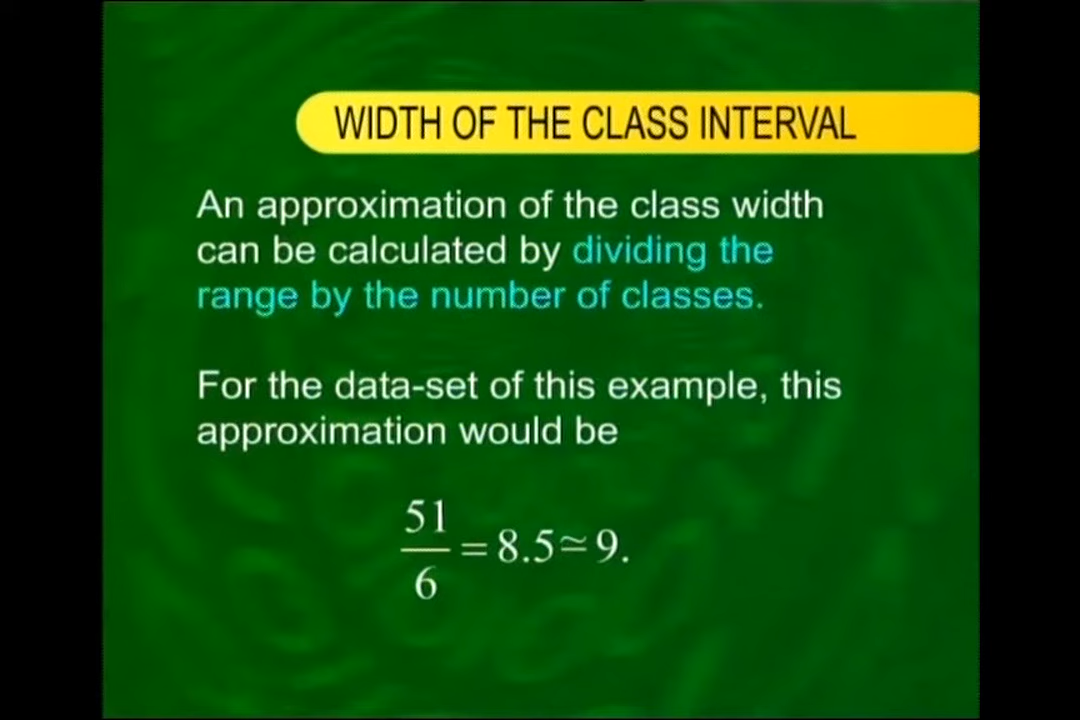 WIDTH OF THE CLASS INTERVAL
An approximation of the class width
can be calculated by dividing the
range by the number of classes.
For the data-set of this example, this
approximation would be
51
6
= 8.5 ≃ 9.